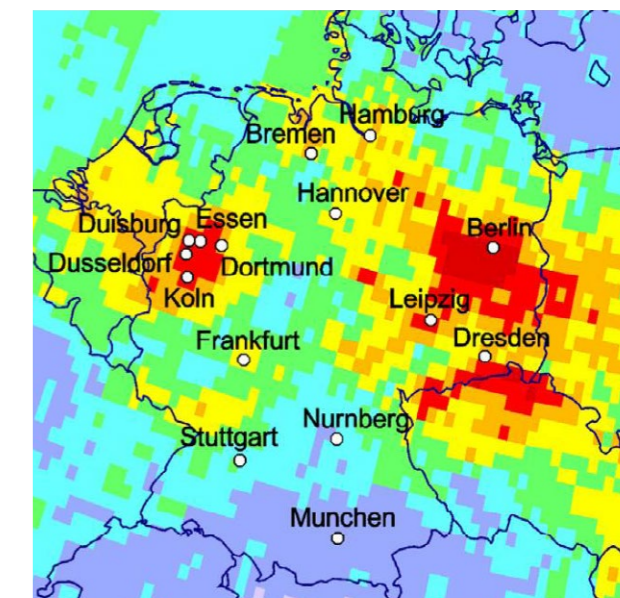 Hamburg
Bremen
Hannover
Duisburg Essen
Berlin
Dusseldorf Dortmund
Koln
Leipzig
Frankfurt
Dresden
Nurnberg
Stuttgart
Munchen